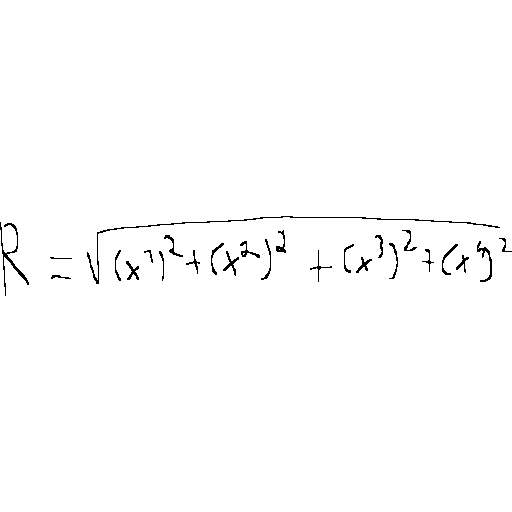 R = √((x¹)² + (x²)² + (x³)² + (x⁴)²)